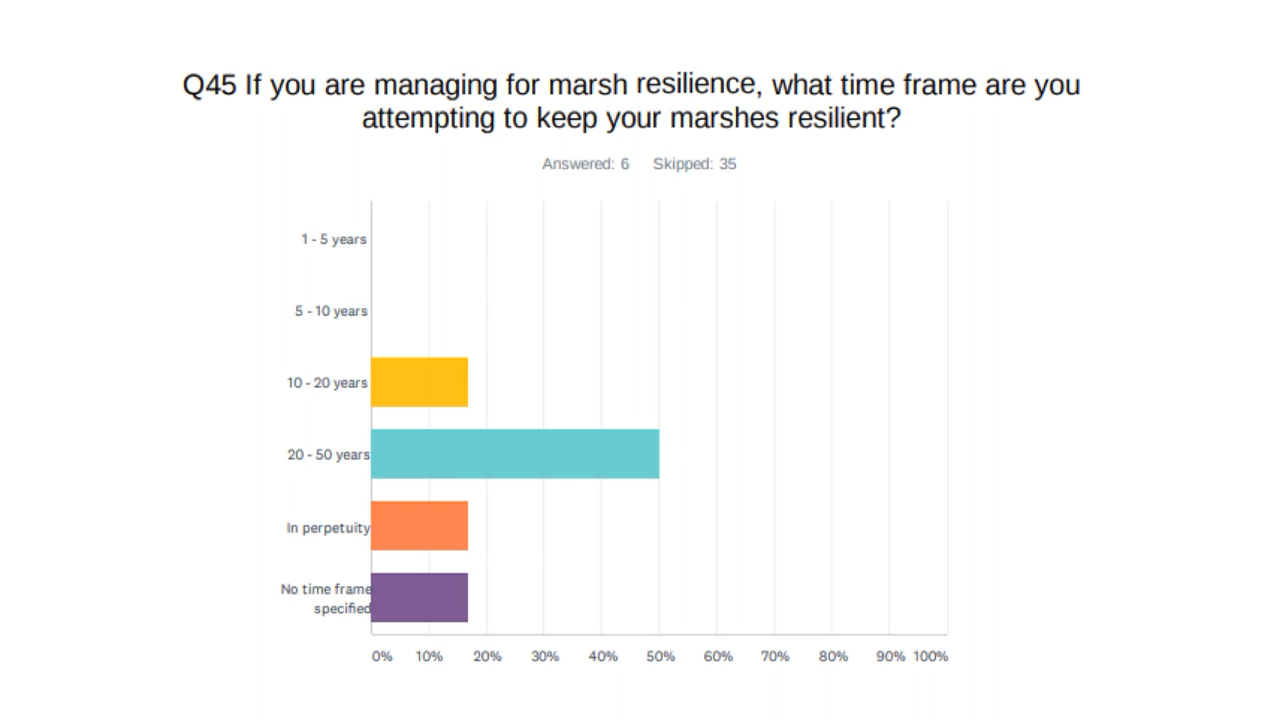 Q45 If you are managing for marsh resilience, what time frame are you
attempting to keep your marshes resilient?
Answered: 6 Skipped: 35
1 - 5 years
5 - 10 years
10 - 20 years
20 - 50 years
In perpetuity
No time frame
specified
0% 10% 20% 30% 40% 50% 60% 70% 80% 90% 100%